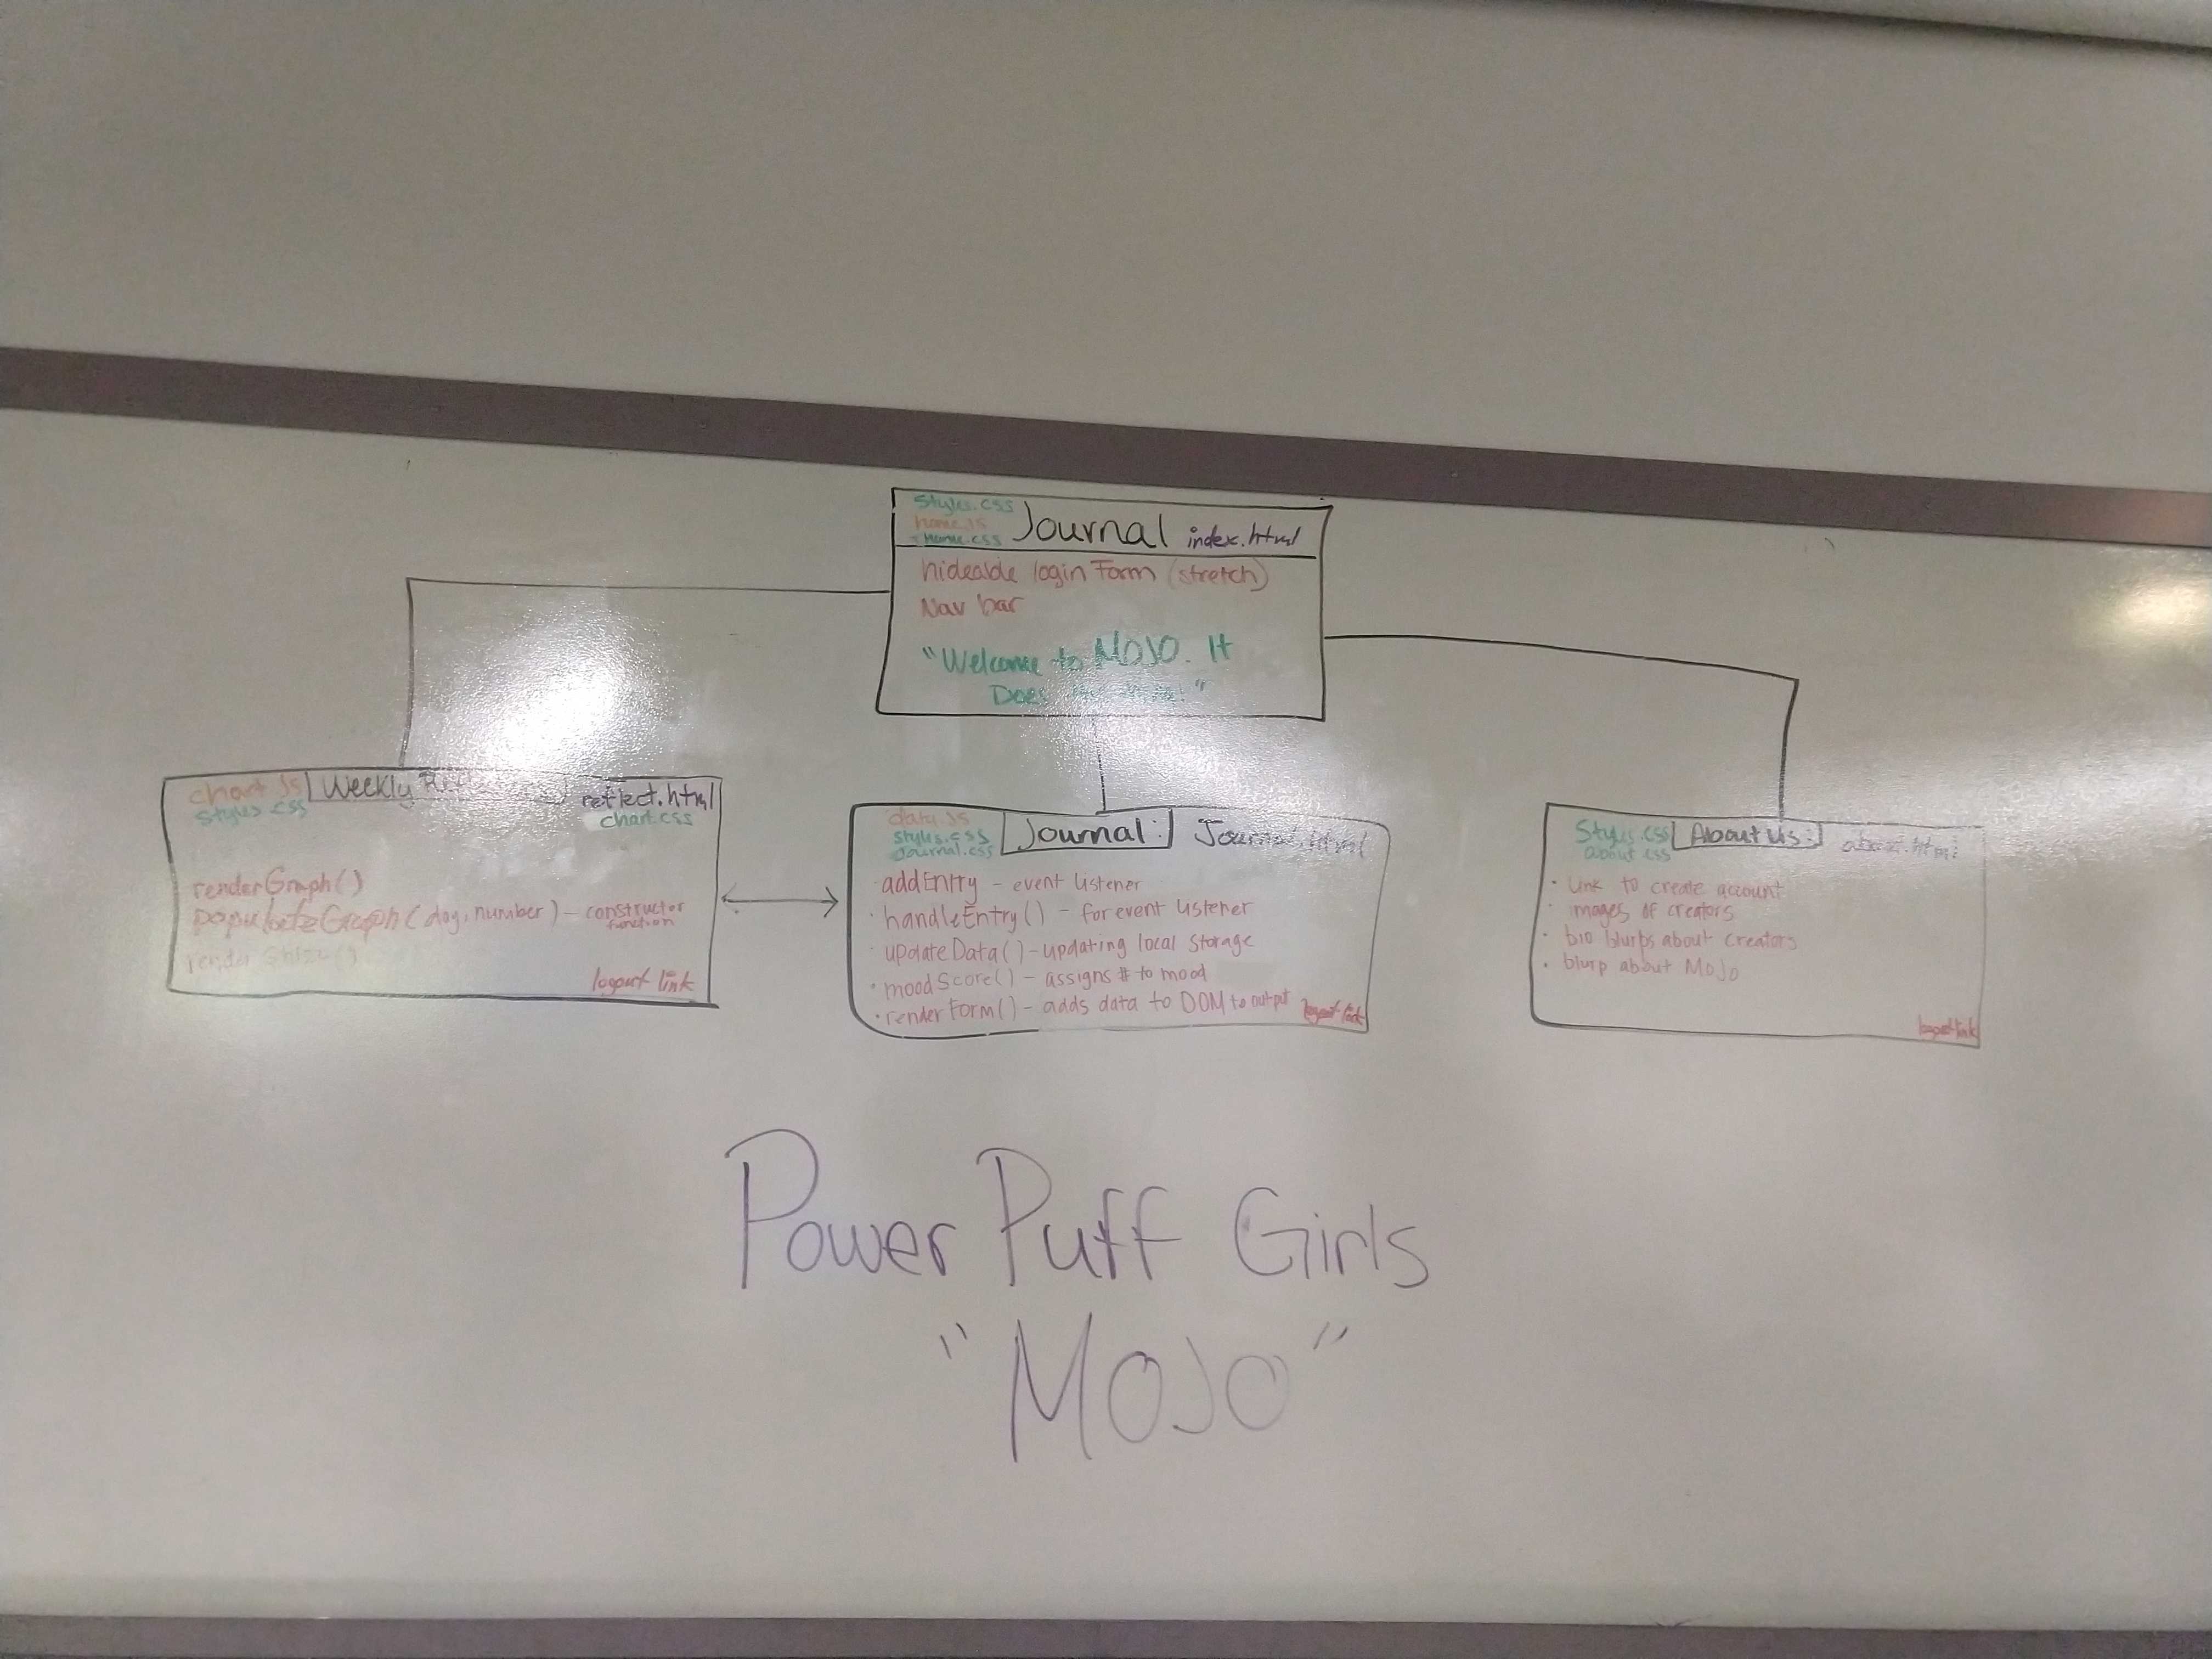 Styles.css
home.js
Home.css
Journal index.html
hideable login Form (stretch)
Nav bar
"Welcome to MOJO. It
Does
chart.js Weekly reflect.html
styles.css chart.css
renderGraph()
populateGraph(day, number) - constructor
function
render
logout link
data.js
styles.css
Journal.css
Journal: Journal.html
addEntry - event listener
· handleEntry() - for event listener
· updateData() - updating local storage
· moodScore() - assigns # to mood
· renderForm() - adds data to DOM to output
logout link
Styles.css About Us: about.html
about.css
· Link to create account
· images of creators
· bio blurbs about creators
· blurp about MoJo
logout link
Power Puff Girls
"MOJO"